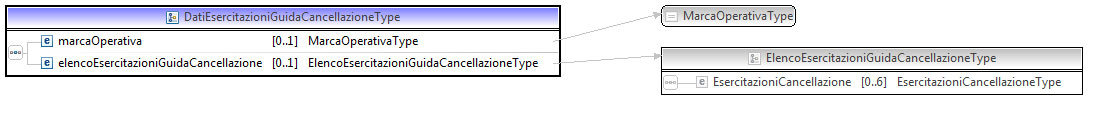 DatiEsercitazioniGuidaCancellazioneType
e marcaOperativa [0..1] MarcaOperativaType
e elencoEsercitazioniGuidaCancellazione [0..1] ElencoEsercitazioniGuidaCancellazioneType
MarcaOperativaType
ElencoEsercitazioniGuidaCancellazioneType
e EsercitazioniCancellazione [0..6] EsercitazioniCancellazioneType